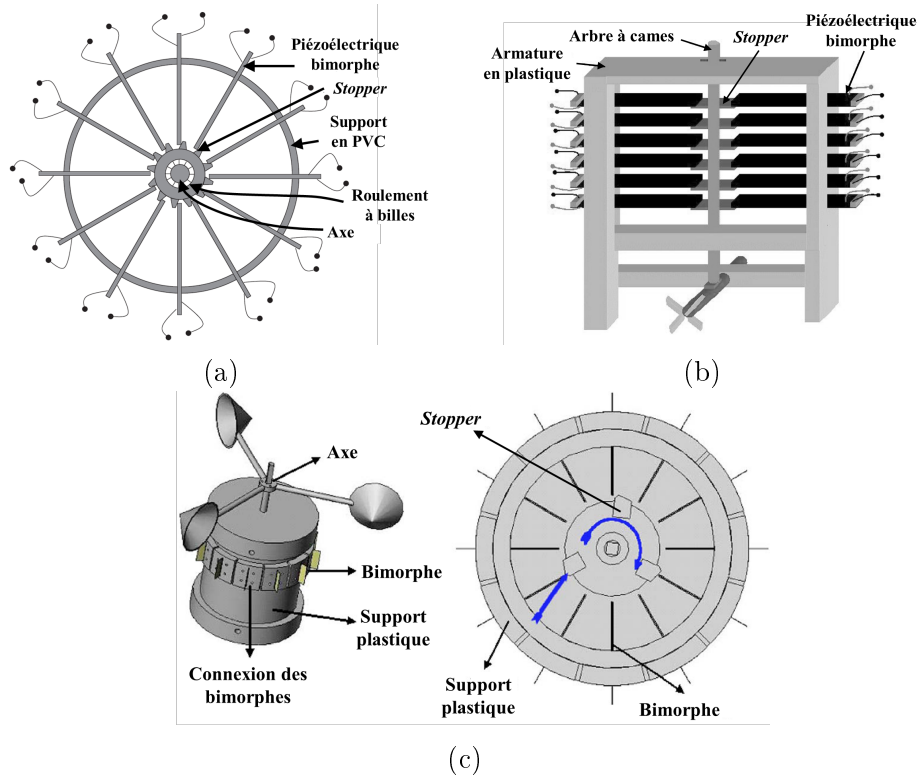 Piézoélectrique
bimorphe
Stopper
Support
en PVC
Roulement
à billes
Axe
(a)
Arbre à cames
Stopper
Piézoélectrique
bimorphe
Armature
en plastique
(b)
Axe
Bimorphe
Support
plastique
Connexion des
bimorphes
Stopper
Support
plastique
Bimorphe
(c)